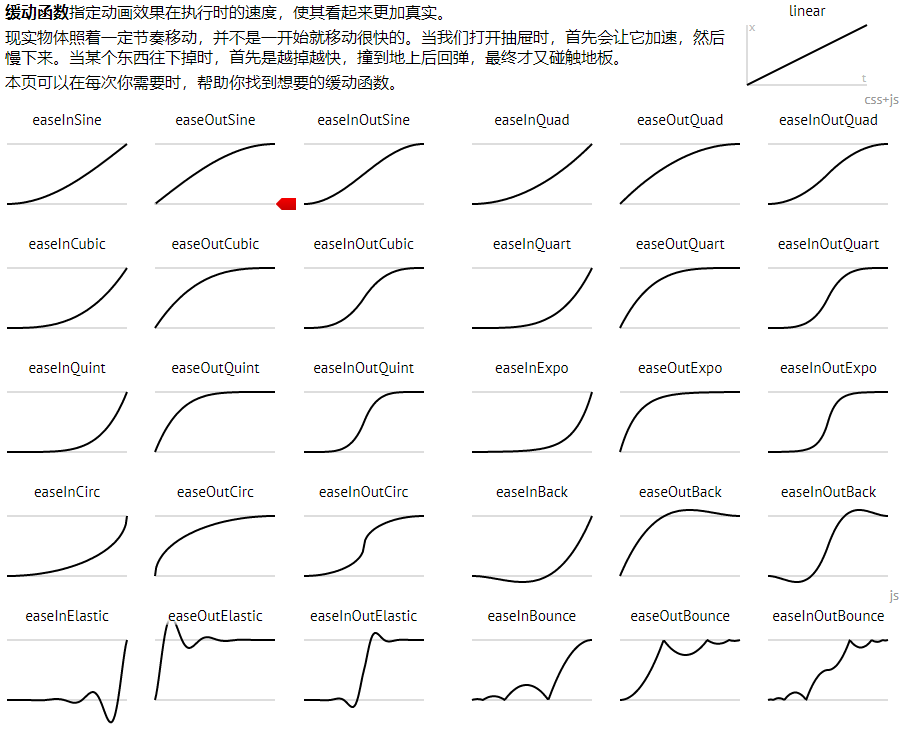 缓动函数指定动画效果在执行时的速度，使其看起来更加真实。
现实物体照着一定节奏移动，并不是一开始就移动很快的。当我们打开抽屉时，首先会让它加速，然后
慢下来。当某个东西往下掉时，首先是越掉越快，撞到地上后回弹，最终才又碰触地板。
本页可以在每次你需要时，帮助你找到想要的缓动函数。
linear
x
t
css+js
easeInSine easeOutSine easeInOutSine easeInQuad easeOutQuad easeInOutQuad
easeInCubic easeOutCubic easeInOutCubic easeInQuart easeOutQuart easeInOutQuart
easeInQuint easeOutQuint easeInOutQuint easeInExpo easeOutExpo easeInOutExpo
easeInCirc easeOutCirc easeInOutCirc easeInBack easeOutBack easeInOutBack
js
easeInElastic easeOutElastic easeInOutElastic easeInBounce easeOutBounce easeInOutBounce